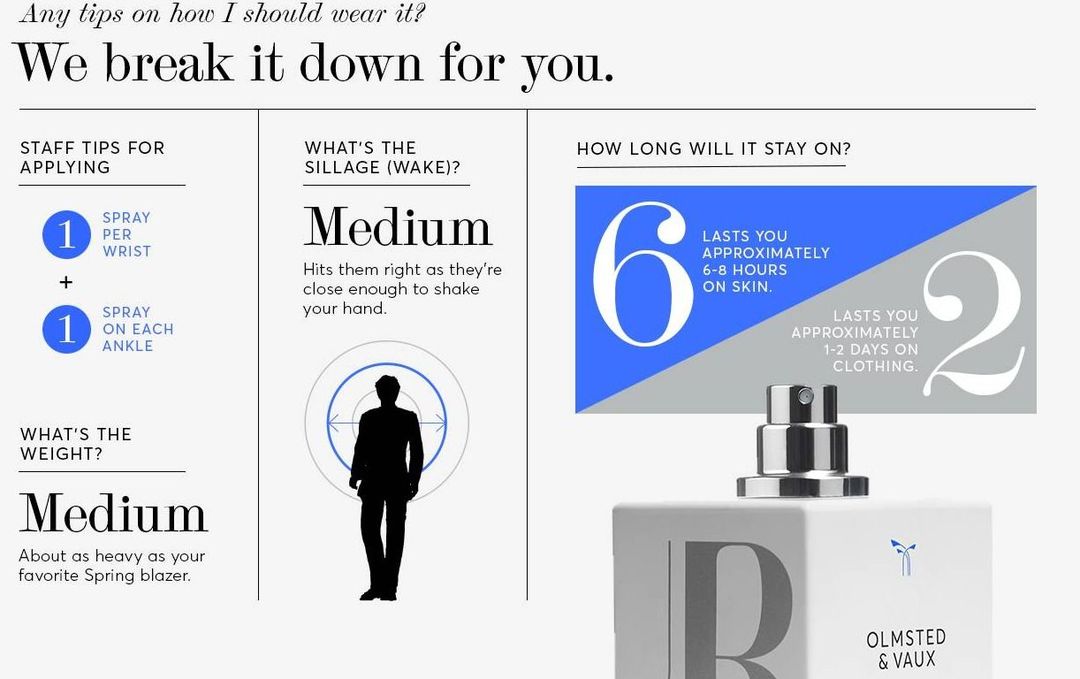 Any tips on how I should wear it?
We break it down for you.
STAFF TIPS FOR
APPLYING
1
SPRAY
PER
WRIST
+
1
SPRAY
ON EACH
ANKLE
WHAT'S THE
WEIGHT?
Medium
About as heavy as your
favorite Spring blazer.
WHAT'S THE
SILLAGE (WAKE)?
Medium
Hits them right as they're
close enough to shake
your hand.
HOW LONG WILL IT STAY ON?
6
LASTS YOU
APPROXIMATELY
6-8 HOURS
ON SKIN.
LASTS YOU
APPROXIMATELY
1-2 DAYS ON
CLOTHING.
2
OLMSTED
& VAUX